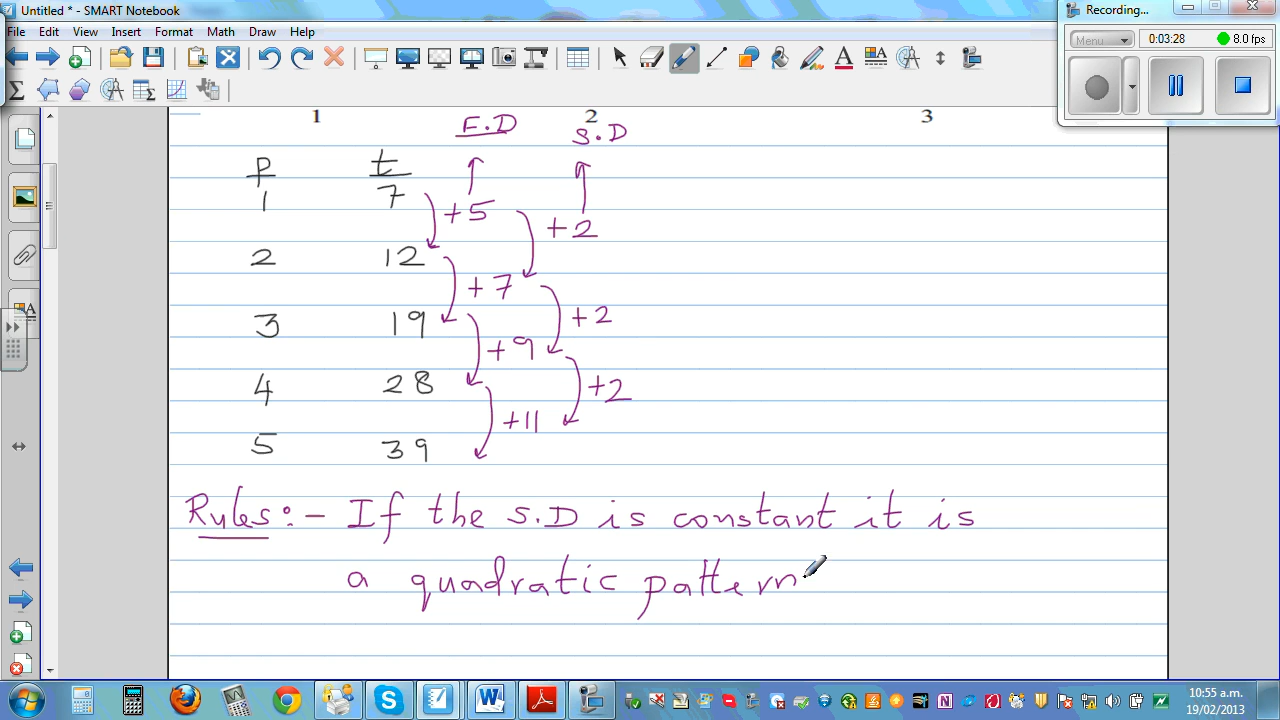 Untitled * - SMART Notebook
Recording...
File Edit View Insert Format Math Draw Help
Menu 00:03:28 8.0 fps
1 2 3
F.D S.D
P t
1 7
+5 +2
2 12
+7
+2
3 19
+9
4 28
+2
+11
5 39
Rules:- If the S.D is constant it is
a quadratic pattern
10:55 a.m.
19/02/2013